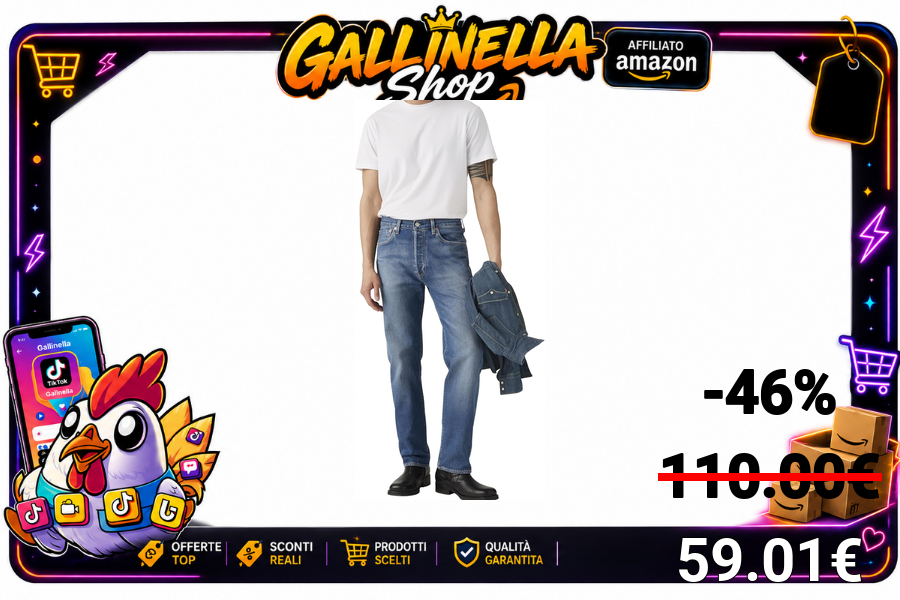 GALLINELLA
Shop
AFFILIATO
amazon
Gallinella
TikTok
Gallinella
-46%
110.00€
59.01€
OFFERTE
TOP
SCONTI
REALI
PRODOTTI
SCELTI
QUALITÀ
GARANTITA